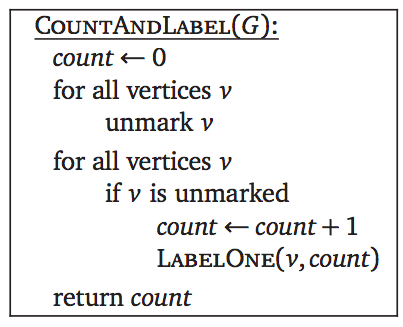 COUNTANDLABEL(G):
count ← 0
for all vertices v
unmark v
for all vertices v
if v is unmarked
count ← count + 1
LABELONE(v, count)
return count